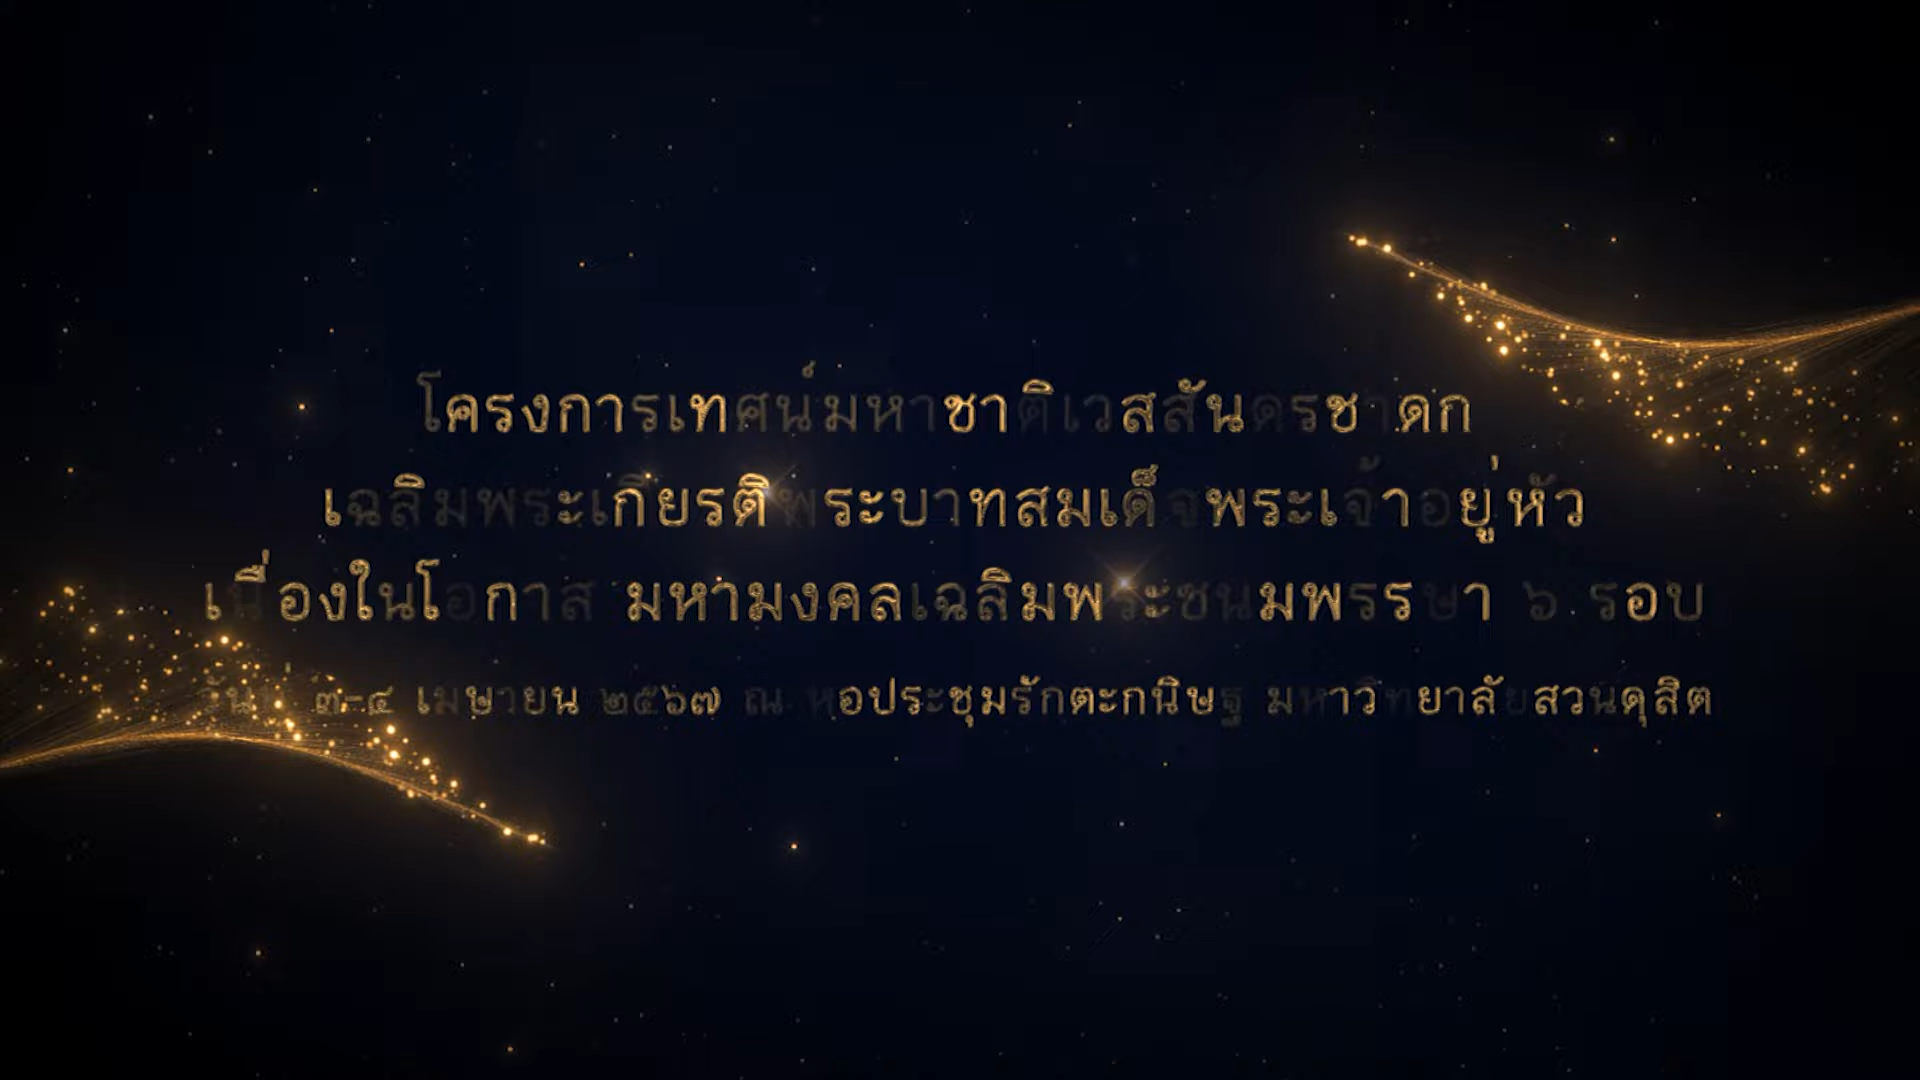 โครงการเทศน์มหาชาติเวสสันดรชาดก
เฉลิมพระเกียรติพระบาทสมเด็จพระเจ้าอยู่หัว
เนื่องในโอกาส มหามงคลเฉลิมพระชนมพรรษา ๖ รอบ
วันที่ ๓-๔ เมษายน ๒๕๖๗ ณ หอประชุมรักตะกนิษฐ มหาวิทยาลัยสวนดุสิต